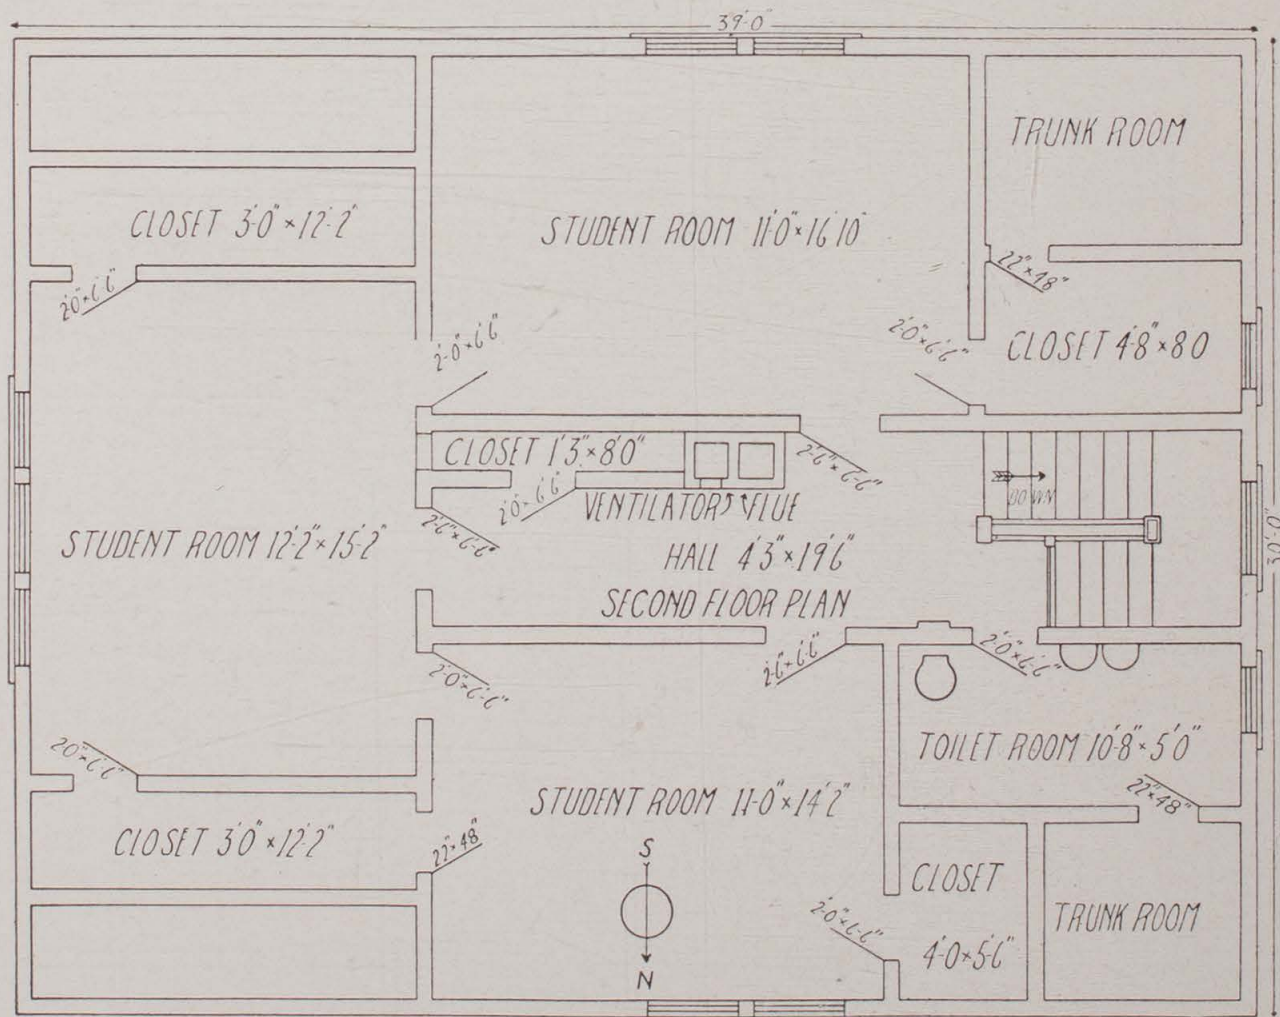 39'-0"
TRUNK ROOM
CLOSET 3'-0" × 12'-2"
STUDENT ROOM 11'-0" × 16'-10"
22" × 48"
2'-0" × 6'-6"
2'-0" × 6'-6"
2'-0" × 6'-6"
CLOSET 4'-8" × 8'0
CLOSET 1'3" × 8'0"
2'-6" × 6'-6"
DOWN
2'-0" × 6'6"
VENTILATOR FLUE
2'-6" × 6'-6"
STUDENT ROOM 12'-2" × 15'-2"
HALL 4'3" × 19'6"
30'-0"
SECOND FLOOR PLAN
2'-6" × 6'-6"
2'-0" × 6'-6"
2'-0" × 6'-6"
2'0" × 6'-6"
TOILET ROOM 10'-8" × 5'0"
22" × 48"
STUDENT ROOM 11'-0" × 14'2"
CLOSET 3'0" × 12'-2"
22" × 48"
S
CLOSET
4'-0 × 5'-6"
TRUNK ROOM
2'-0" × 6'-6"
N